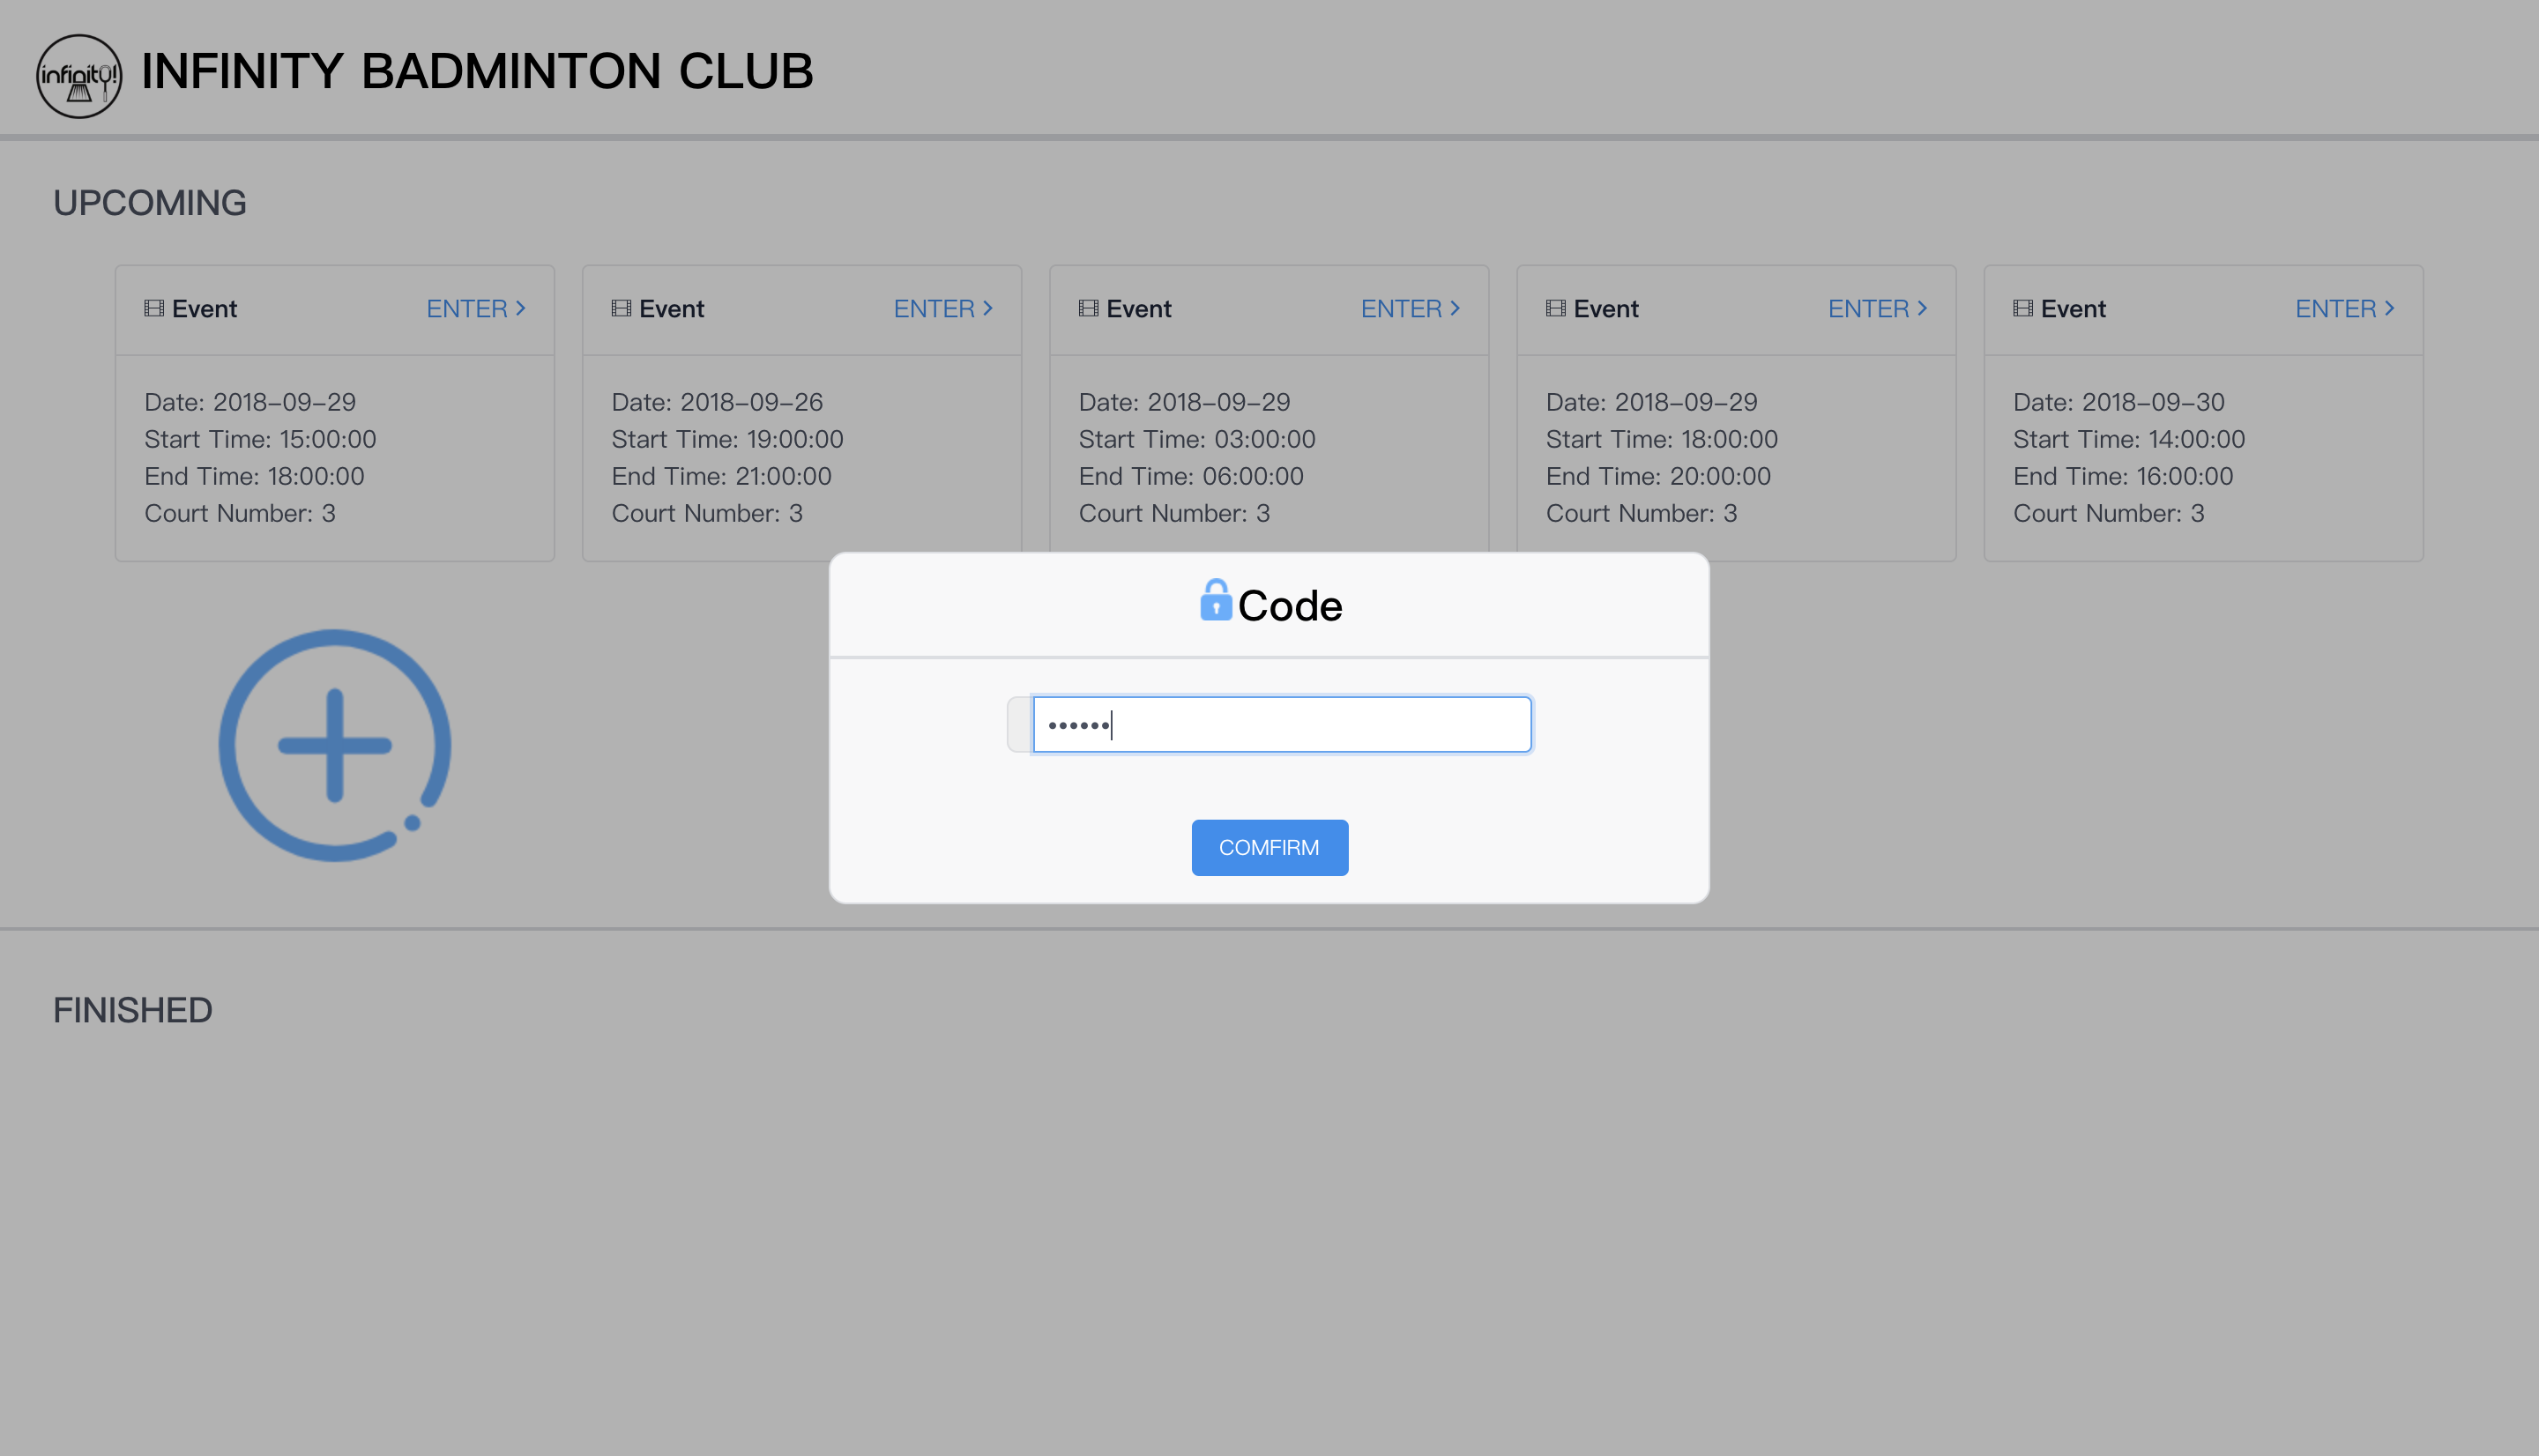 infinity!
INFINITY BADMINTON CLUB
UPCOMING
Event ENTER >
Date: 2018-09-29
Start Time: 15:00:00
End Time: 18:00:00
Court Number: 3
Event ENTER >
Date: 2018-09-26
Start Time: 19:00:00
End Time: 21:00:00
Court Number: 3
Event ENTER >
Date: 2018-09-29
Start Time: 03:00:00
End Time: 06:00:00
Court Number: 3
Event ENTER >
Date: 2018-09-29
Start Time: 18:00:00
End Time: 20:00:00
Court Number: 3
Event ENTER >
Date: 2018-09-30
Start Time: 14:00:00
End Time: 16:00:00
Court Number: 3
Code
••••••
COMFIRM
FINISHED